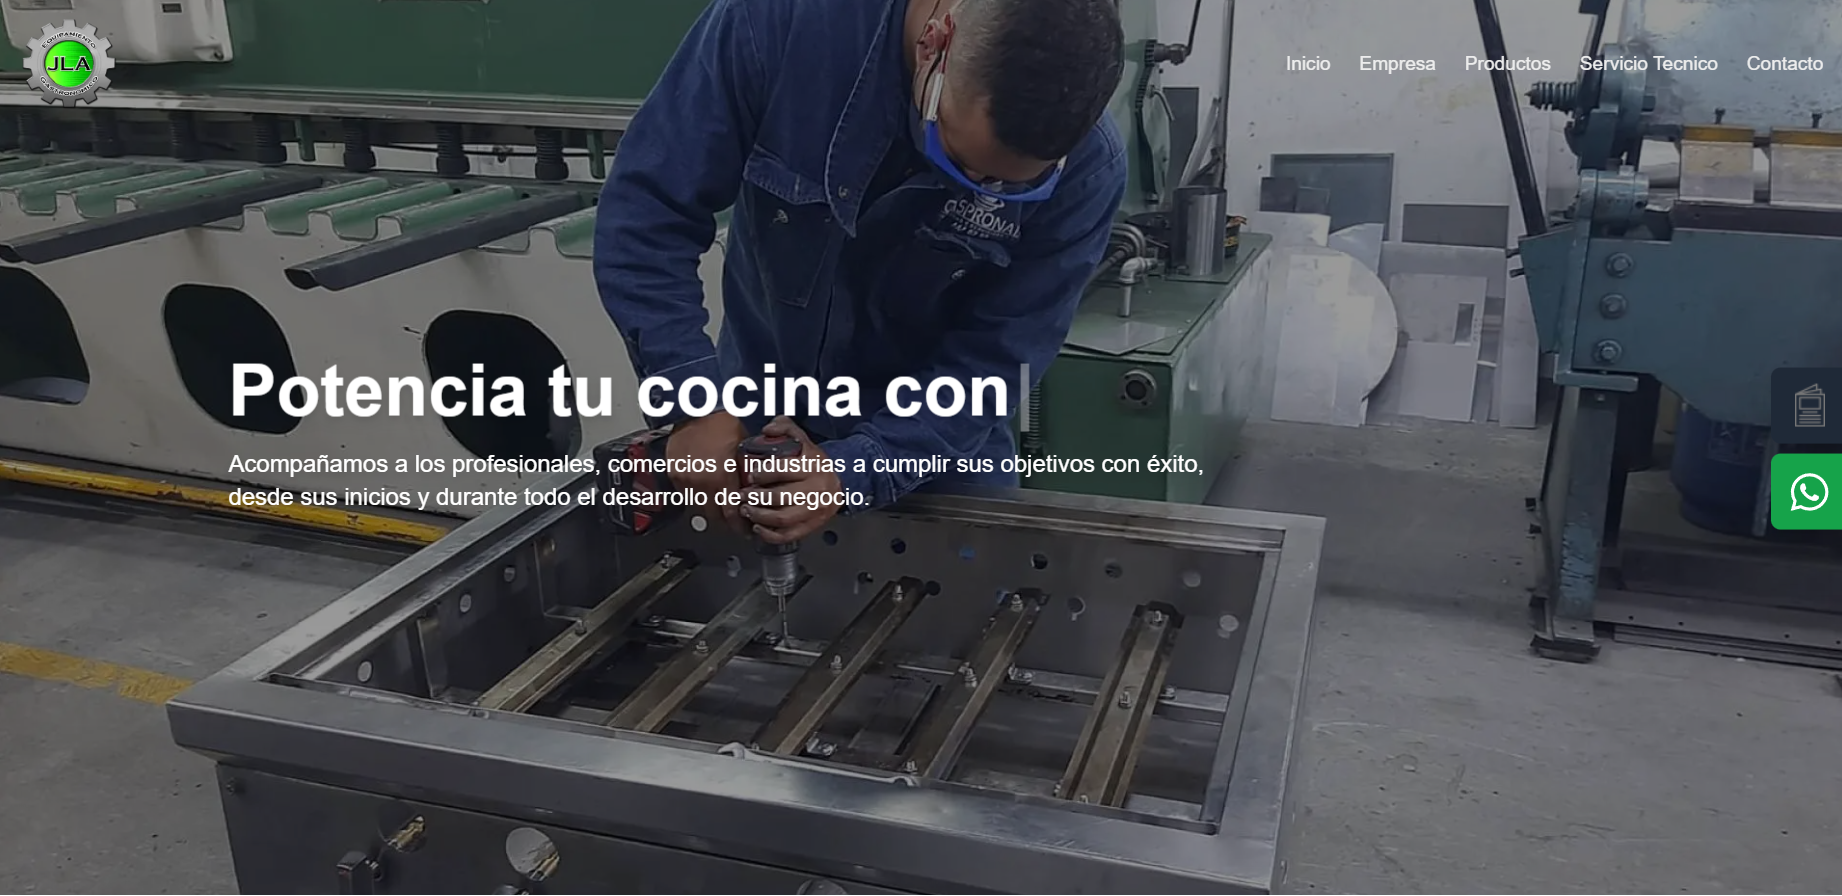 EQUIPAMIENTO
JLA
GASTRONOMICO
Inicio Empresa Productos Servicio Tecnico Contacto
Potencia tu cocina con
Acompañamos a los profesionales, comercios e industrias a cumplir sus objetivos con éxito,
desde sus inicios y durante todo el desarrollo de su negocio.